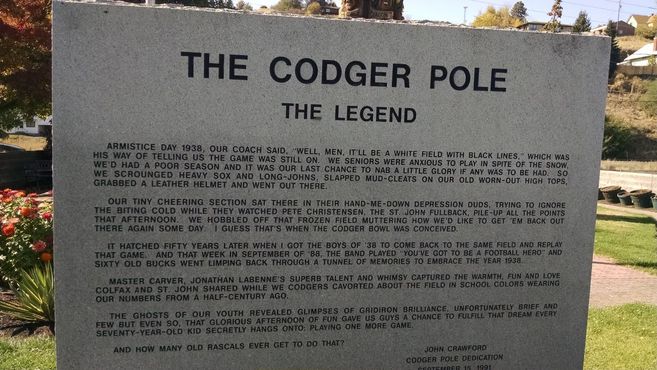 THE CODGER POLE
THE LEGEND
ARMISTICE DAY 1938, OUR COACH SAID, "WELL, MEN, IT'LL BE A WHITE FIELD WITH BLACK LINES," WHICH WAS
HIS WAY OF TELLING US THE GAME WAS STILL ON. WE SENIORS WERE ANXIOUS TO PLAY IN SPITE OF THE SNOW.
WE'D HAD A POOR SEASON AND IT WAS OUR LAST CHANCE TO NAB A LITTLE GLORY IF ANY WAS TO BE HAD. SO
WE SCROUNGED HEAVY SOX AND LONG-JOHNS, SLAPPED MUD-CLEATS ON OUR OLD WORN-OUT HIGH TOPS,
GRABBED A LEATHER HELMET AND WENT OUT THERE.
OUR TINY CHEERING SECTION SAT THERE IN THEIR HAND-ME-DOWN DEPRESSION DUDS, TRYING TO IGNORE
THE BITING COLD WHILE THEY WATCHED PETE CHRISTENSEN, THE ST. JOHN FULLBACK, PILE-UP ALL THE POINTS
THAT AFTERNOON. WE HOBBLED OFF THAT FROZEN FIELD MUTTERING HOW WE'D LIKE TO GET 'EM BACK OUT
THERE AGAIN SOME DAY. I GUESS THAT'S WHEN THE CODGER BOWL WAS CONCEIVED.
IT HATCHED FIFTY YEARS LATER WHEN I GOT THE BOYS OF '38 TO COME BACK TO THE SAME FIELD AND REPLAY
THAT GAME. AND THAT WEEK IN SEPTEMBER OF '88, THE BAND PLAYED "YOU'VE GOT TO BE A FOOTBALL HERO" AND
SIXTY OLD BUCKS WENT LIMPING BACK THROUGH A TUNNEL OF MEMORIES TO EMBRACE THE YEAR 1938.
MASTER CARVER, JONATHAN LABENNE'S SUPERB TALENT AND WHIMSY CAPTURED THE WARMTH, FUN AND LOVE
COLFAX AND ST. JOHN SHARED WHILE WE CODGERS CAVORTED ABOUT THE FIELD IN SCHOOL COLORS WEARING
OUR NUMBERS FROM A HALF-CENTURY AGO.
THE GHOSTS OF OUR YOUTH REVEALED GLIMPSES OF GRIDIRON BRILLIANCE, UNFORTUNATELY BRIEF AND
FEW BUT EVEN SO, THAT GLORIOUS AFTERNOON OF FUN GAVE US GUYS A CHANCE TO FULFILL THAT DREAM EVERY
SEVENTY-YEAR-OLD KID SECRETLY HANGS ONTO: PLAYING ONE MORE GAME.
AND HOW MANY OLD RASCALS EVER GET TO DO THAT?
JOHN CRAWFORD
CODGER POLE DEDICATION
SEPTEMBER 15, 1991